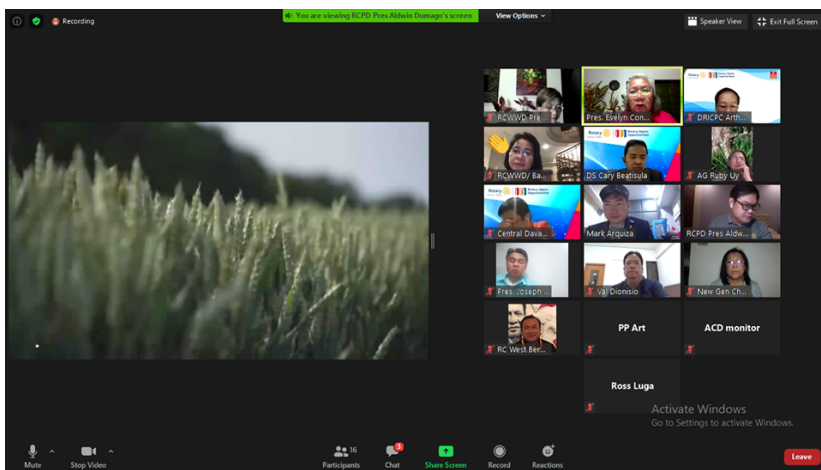 Recording
You are viewing RCPD Pres Aldwin Dumago's screen
View Options
Speaker View
Exit Full Screen
RCWWD Pre...
Pres. Evelyn Con...
DRICPC Arth...
RCWWD/ Ba...
DS Cary Beatisula
AG Ruby Uy
Central Dava...
Mark Arquiza
RCPD Pres Aldw...
Pres. Joseph ...
Val Dionisio
New Gen Ch...
RC West Ber...
PP Art
ACD monitor
Ross Luga
Activate Windows
Go to Settings to activate Windows.
Mute
Stop Video
16
Participants
3
Chat
Share Screen
Record
Reactions
Leave